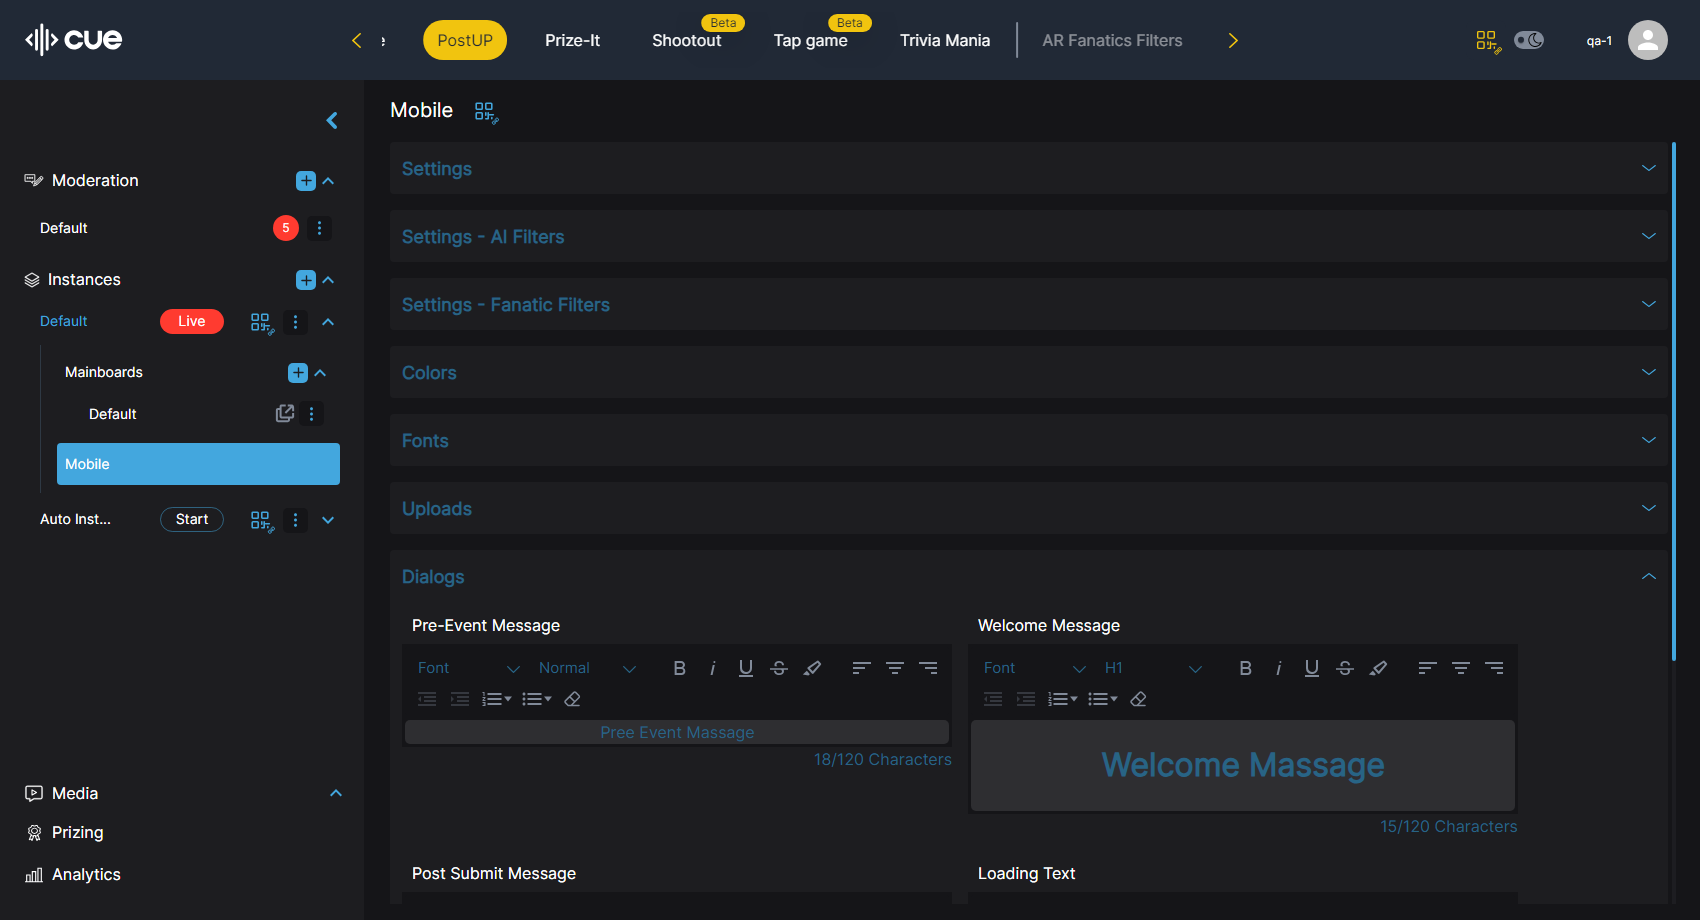 cue
e
PostUP
Prize-It
Shootout
Beta
Tap game
Beta
Trivia Mania
AR Fanatics Filters
qa-1
Moderation
Default
5
Instances
Default
Live
Mainboards
Default
Mobile
Auto Inst...
Start
Media
Prizing
Analytics
Mobile
Settings
Settings - AI Filters
Settings - Fanatic Filters
Colors
Fonts
Uploads
Dialogs
Pre-Event Message
Font
Normal
B i U S
Pree Event Massage
18/120 Characters
Welcome Message
Font
H1
B i U S
Welcome Massage
15/120 Characters
Post Submit Message
Loading Text